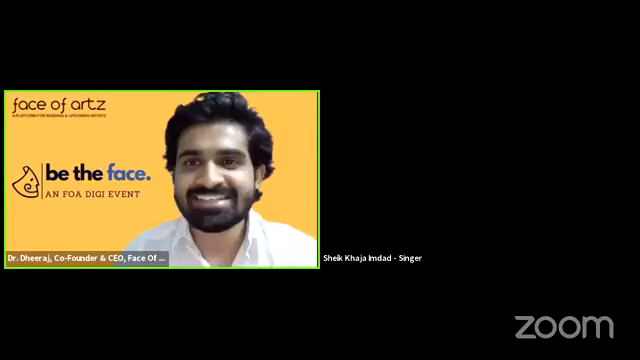 face of artz
A PLATFORM FOR BUDDING & UPCOMING ARTISTS
be the face.
AN FOA DIGI EVENT
Dr. Dheeraj, Co-Founder & CEO, Face Of ...
Sheik Khaja Imdad - Singer
zoom